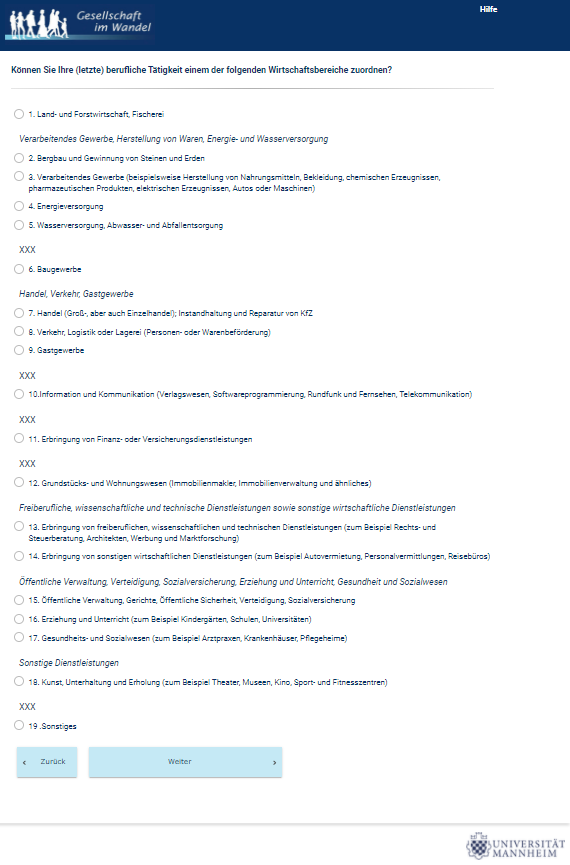 Gesellschaft
im Wandel
Hilfe
Können Sie Ihre (letzte) berufliche Tätigkeit einem der folgenden Wirtschaftsbereiche zuordnen?
1. Land- und Forstwirtschaft, Fischerei
Verarbeitendes Gewerbe, Herstellung von Waren, Energie- und Wasserversorgung
2. Bergbau und Gewinnung von Steinen und Erden
3. Verarbeitendes Gewerbe (beispielsweise Herstellung von Nahrungsmitteln, Bekleidung, chemischen Erzeugnissen,
pharmazeutischen Produkten, elektrischen Erzeugnissen, Autos oder Maschinen)
4. Energieversorgung
5. Wasserversorgung, Abwasser- und Abfallentsorgung
XXX
6. Baugewerbe
Handel, Verkehr, Gastgewerbe
7. Handel (Groß-, aber auch Einzelhandel); Instandhaltung und Reparatur von KfZ
8. Verkehr, Logistik oder Lagerei (Personen- oder Warenbeförderung)
9. Gastgewerbe
XXX
10.Information und Kommunikation (Verlagswesen, Softwareprogrammierung, Rundfunk und Fernsehen, Telekommunikation)
XXX
11. Erbringung von Finanz- oder Versicherungsdienstleistungen
XXX
12. Grundstücks- und Wohnungswesen (Immobilienmakler, Immobilienverwaltung und ähnliches)
Freiberufliche, wissenschaftliche und technische Dienstleistungen sowie sonstige wirtschaftliche Dienstleistungen
13. Erbringung von freiberuflichen, wissenschaftlichen und technischen Dienstleistungen (zum Beispiel Rechts- und
Steuerberatung, Architekten, Werbung und Marktforschung)
14. Erbringung von sonstigen wirtschaftlichen Dienstleistungen (zum Beispiel Autovermietung, Personalvermittlungen, Reisebüros)
Öffentliche Verwaltung, Verteidigung, Sozialversicherung, Erziehung und Unterricht, Gesundheit und Sozialwesen
15. Öffentliche Verwaltung, Gerichte, Öffentliche Sicherheit, Verteidigung, Sozialversicherung
16. Erziehung und Unterricht (zum Beispiel Kindergärten, Schulen, Universitäten)
17. Gesundheits- und Sozialwesen (zum Beispiel Arztpraxen, Krankenhäuser, Pflegeheime)
Sonstige Dienstleistungen
18. Kunst, Unterhaltung und Erholung (zum Beispiel Theater, Museen, Kino, Sport- und Fitnesszentren)
XXX
19 .Sonstiges
‹ Zurück
Weiter ›
UNIVERSITÄT
MANNHEIM